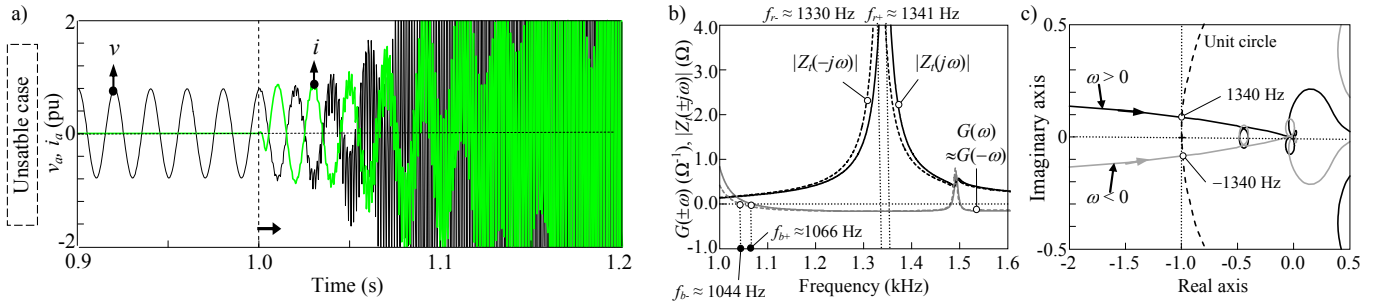 a)
Unsatble case
v_a, i_a (pu)
2
0
-2
v
i
0.9
1.0
1.1
1.2
Time (s)
b)
f_r- ≈ 1330 Hz
f_r+ ≈ 1341 Hz
G(±ω) (Ω⁻¹), |Z_t(±jω)| (Ω)
4.0
3.0
2.0
1.0
0.0
-1.0
|Z_t(-jω)|
|Z_t(jω)|
G(ω)
≈G(-ω)
f_b+ ≈ 1066 Hz
1.0
1.1
1.2
1.3
1.4
1.5
1.6
f_b- ≈ 1044 Hz
Frequency (kHz)
c)
Imaginary axis
0.5
0
-0.5
Unit circle
ω > 0
1340 Hz
ω < 0
−1340 Hz
-2
-1.5
-1.0
-0.5
0.0
0.5
Real axis